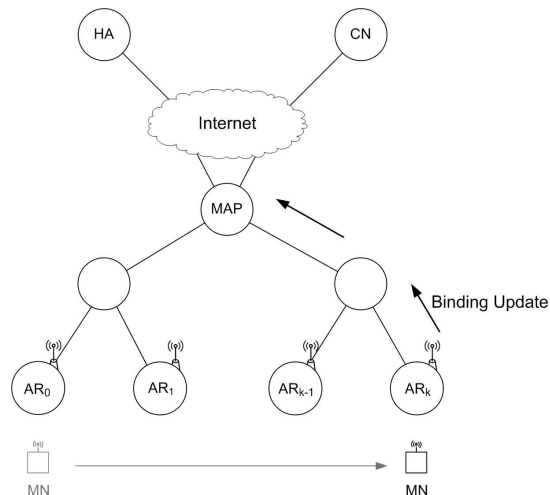 HA
CN
Internet
MAP
Binding Update
AR0
AR1
ARk-1
ARk
MN
MN